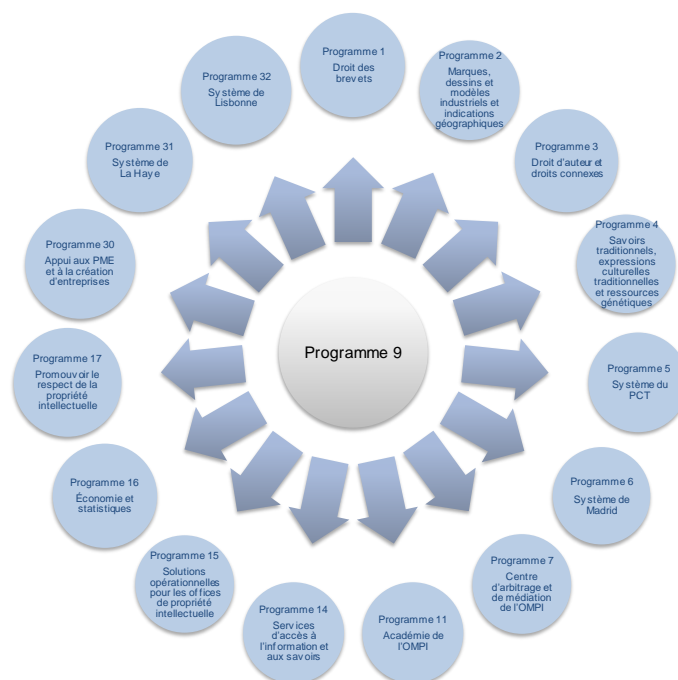 Programme 1
Droit des
brevets
Programme 2
Marques,
dessins et
modèles
industriels et
indications
géographiques
Programme 3
Droit d'auteur et
droits connexes
Programme 4
Savoirs
traditionnels,
expressions
culturelles
traditionnelles
et ressources
génétiques
Programme 5
Système du
PCT
Programme 6
Système de
Madrid
Programme 7
Centre
d'arbitrage et
de médiation
de l'OMPI
Programme 11
Académie de
l'OMPI
Programme 14
Services
d'accès à
l'information et
aux savoirs
Programme 15
Solutions
opérationnelles
pour les offices
de propriété
intellectuelle
Programme 16
Économie et
statistiques
Programme 17
Promouvoir le
respect de la
propriété
intellectuelle
Programme 30
Appui aux PME
et à la création
d'entreprises
Programme 31
Système de
La Haye
Programme 32
Système de
Lisbonne
Programme 9